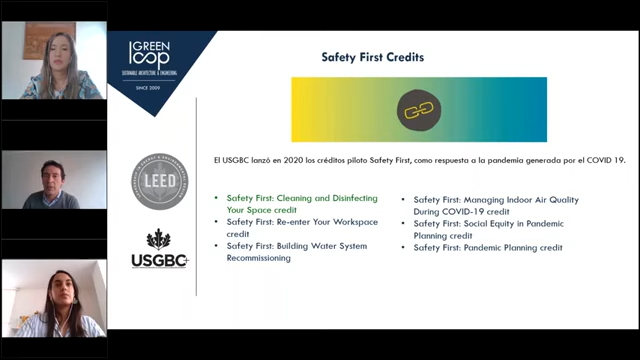 GREEN
loop
SUSTAINABLE ARCHITECTURE & ENGINEERING
SINCE 2009
Safety First Credits
El USGBC lanzó en 2020 los créditos piloto Safety First, como respuesta a la pandemia generada por el COVID 19.
LEED
USGBC
• Safety First: Cleaning and Disinfecting
Your Space credit
• Safety First: Re-enter Your Workspace
credit
• Safety First: Building Water System
Recommissioning
• Safety First: Managing Indoor Air Quality
During COVID-19 credit
• Safety First: Social Equity in Pandemic
Planning credit
• Safety First: Pandemic Planning credit